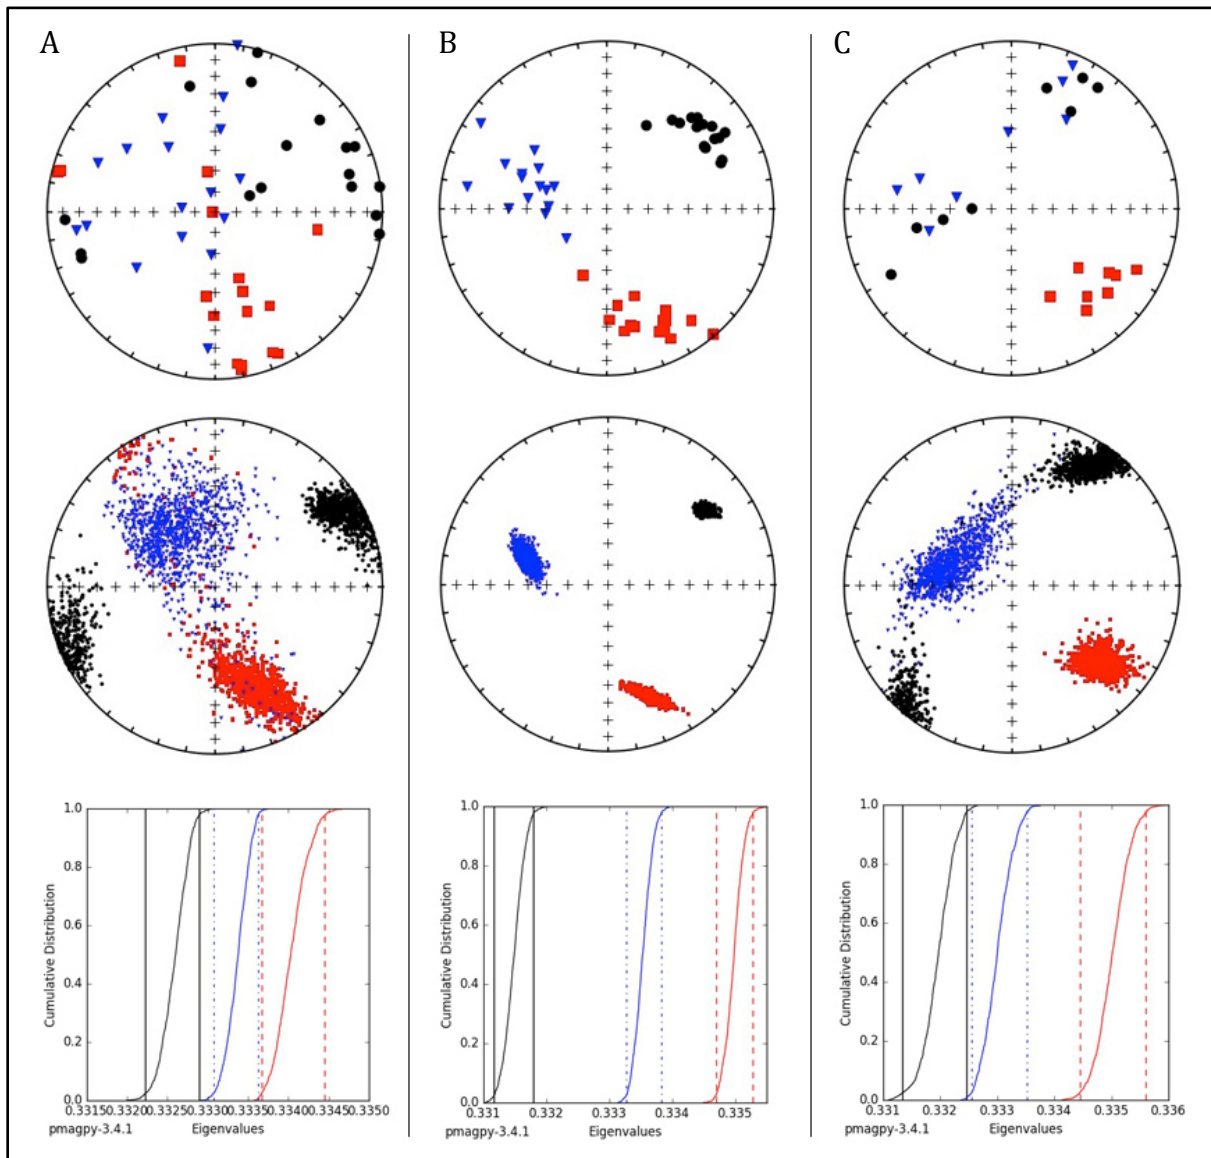 A
B
C
Cumulative Distribution
1.0
0.8
0.6
0.4
0.2
0.0
0.3315 0.3320 0.3325 0.3330 0.3335 0.3340 0.3345 0.3350
pmagpy-3.4.1
Eigenvalues
Cumulative Distribution
1.0
0.8
0.6
0.4
0.2
0.0
0.331 0.332 0.333 0.334 0.335
pmagpy-3.4.1
Eigenvalues
Cumulative Distribution
1.0
0.8
0.6
0.4
0.2
0.0
0.331 0.332 0.333 0.334 0.335 0.336
pmagpy-3.4.1
Eigenvalues